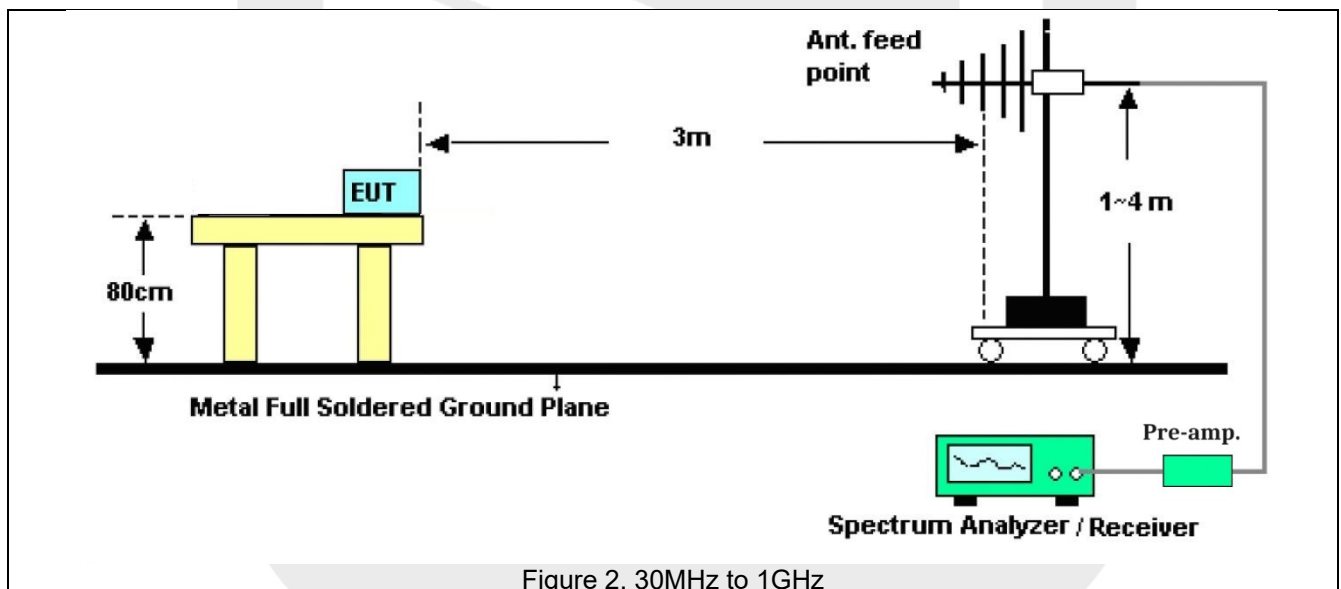 Ant. feed
point
3m
EUT
1~4 m
80cm
Metal Full Soldered Ground Plane
Pre-amp.
Spectrum Analyzer / Receiver
Figure 2. 30MHz to 1GHz